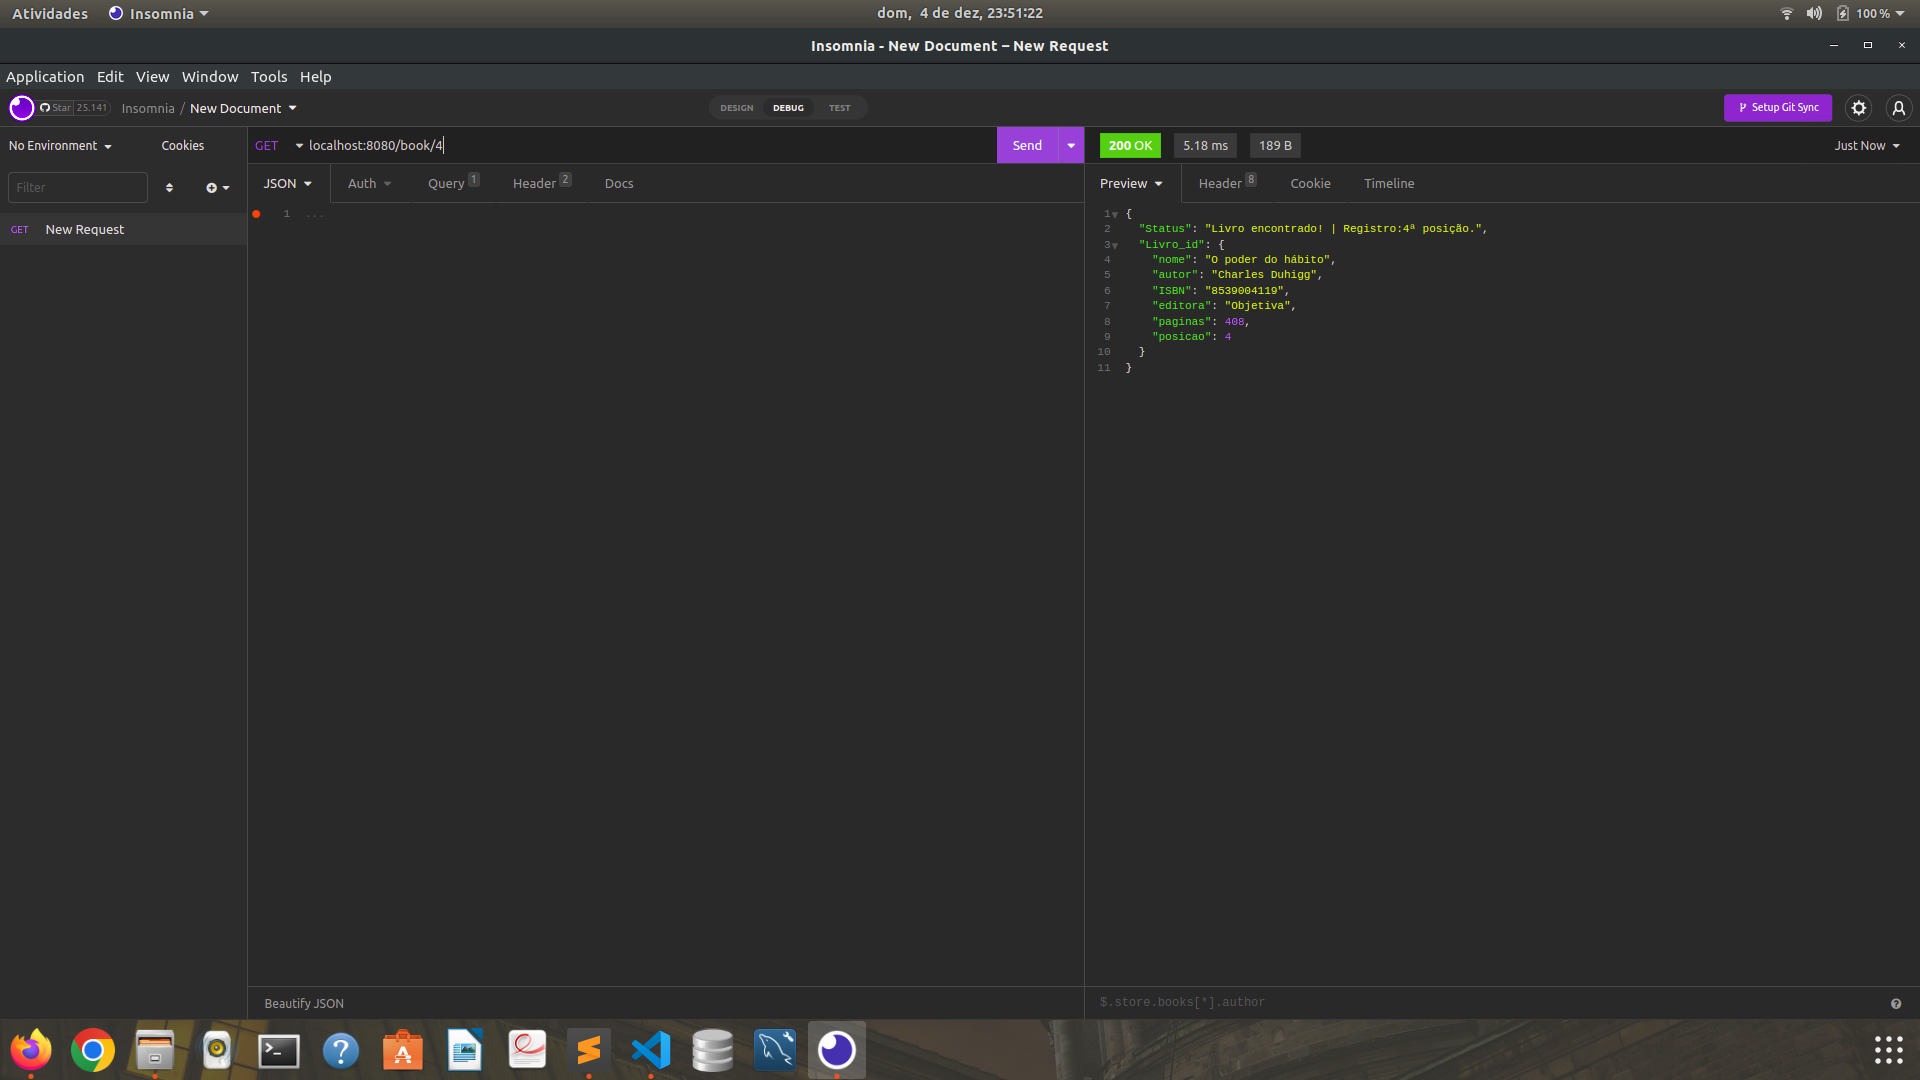 Atividades Insomnia dom, 4 de dez, 23:51:22 100 %
Insomnia - New Document – New Request
Application Edit View Window Tools Help
Star 25.141 Insomnia / New Document DESIGN DEBUG TEST Setup Git Sync
No Environment Cookies GET localhost:8080/book/4 Send 200 OK 5.18 ms 189 B Just Now
Filter JSON Auth Query 1 Header 2 Docs Preview Header 8 Cookie Timeline
GET New Request
1 ...
1 {
2 "Status": "Livro encontrado! | Registro:4ª posição.",
3 "Livro_id": {
4 "nome": "O poder do hábito",
5 "autor": "Charles Duhigg",
6 "ISBN": "8539004119",
7 "editora": "Objetiva",
8 "paginas": 408,
9 "posicao": 4
10 }
11 }
Beautify JSON $.store.books[*].author